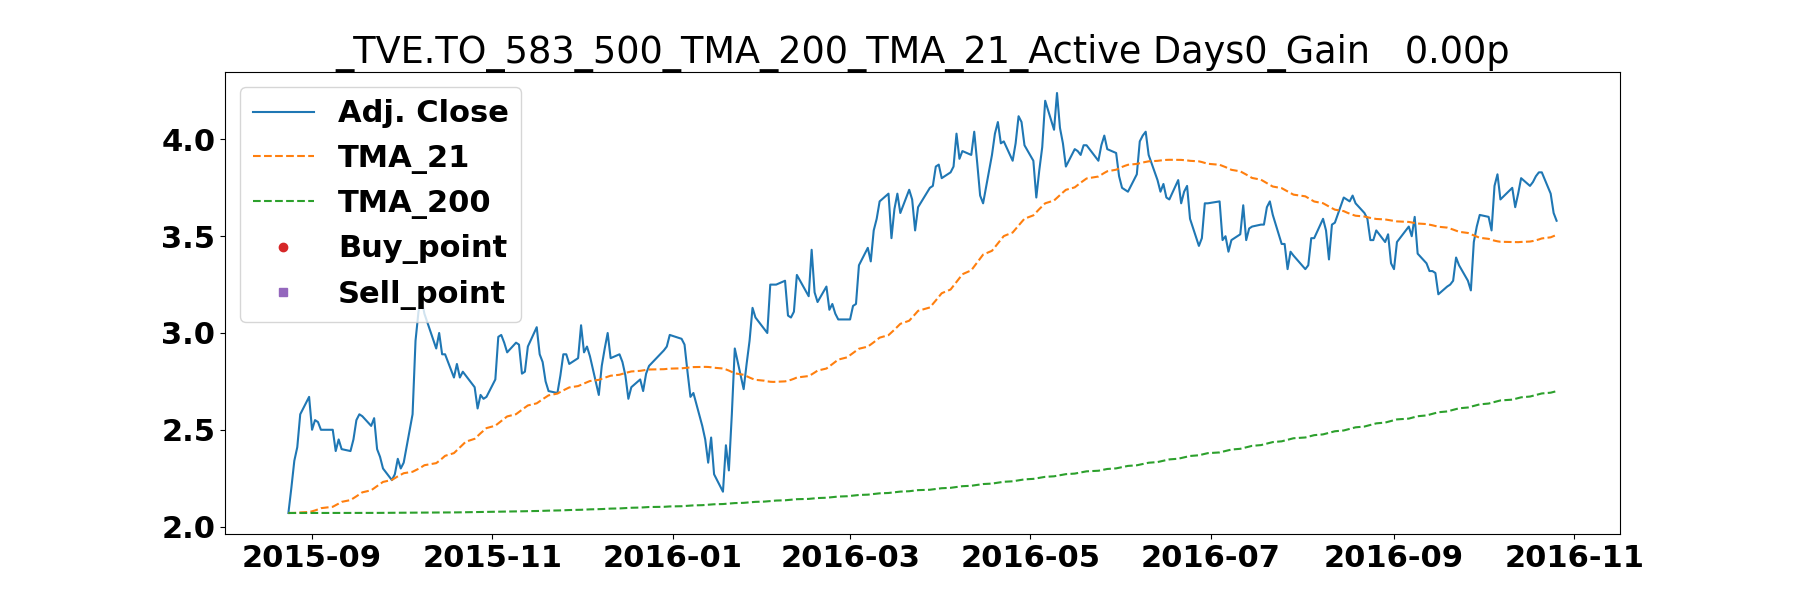 _TVE.TO_583_500_TMA_200_TMA_21_Active Days0_Gain   0.00p
Adj. Close
TMA_21
TMA_200
Buy_point
Sell_point
4.0
3.5
3.0
2.5
2.0
2015-09 2015-11 2016-01 2016-03 2016-05 2016-07 2016-09 2016-11